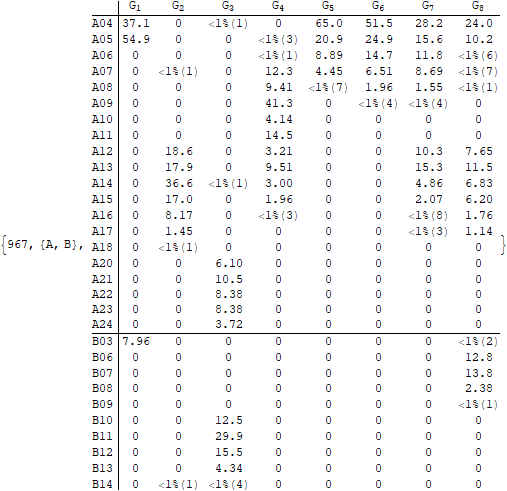 G₁ G₂ G₃ G₄ G₅ G₆ G₇ G₈
A04 37.1 0 <1%(1) 0 65.0 51.5 28.2 24.0
A05 54.9 0 0 <1%(3) 20.9 24.9 15.6 10.2
A06 0 0 0 <1%(1) 8.89 14.7 11.8 <1%(6)
A07 0 <1%(1) 0 12.3 4.45 6.51 8.69 <1%(7)
A08 0 0 0 9.41 <1%(7) 1.96 1.55 <1%(1)
A09 0 0 0 41.3 0 <1%(4) <1%(4) 0
A10 0 0 0 4.14 0 0 0 0
A11 0 0 0 14.5 0 0 0 0
A12 0 18.6 0 3.21 0 0 10.3 7.65
A13 0 17.9 0 9.51 0 0 15.3 11.5
A14 0 36.6 <1%(1) 3.00 0 0 4.86 6.83
A15 0 17.0 0 1.96 0 0 2.07 6.20
A16 0 8.17 0 <1%(3) 0 0 <1%(8) 1.76
A17 0 1.45 0 0 0 0 <1%(3) 1.14
{967, {A, B}, A18 0 <1%(1) 0 0 0 0 0 0 }
A20 0 0 6.10 0 0 0 0 0
A21 0 0 10.5 0 0 0 0 0
A22 0 0 8.38 0 0 0 0 0
A23 0 0 8.38 0 0 0 0 0
A24 0 0 3.72 0 0 0 0 0
B03 7.96 0 0 0 0 0 0 <1%(2)
B06 0 0 0 0 0 0 0 12.8
B07 0 0 0 0 0 0 0 13.8
B08 0 0 0 0 0 0 0 2.38
B09 0 0 0 0 0 0 0 <1%(1)
B10 0 0 12.5 0 0 0 0 0
B11 0 0 29.9 0 0 0 0 0
B12 0 0 15.5 0 0 0 0 0
B13 0 0 4.34 0 0 0 0 0
B14 0 <1%(1) <1%(4) 0 0 0 0 0